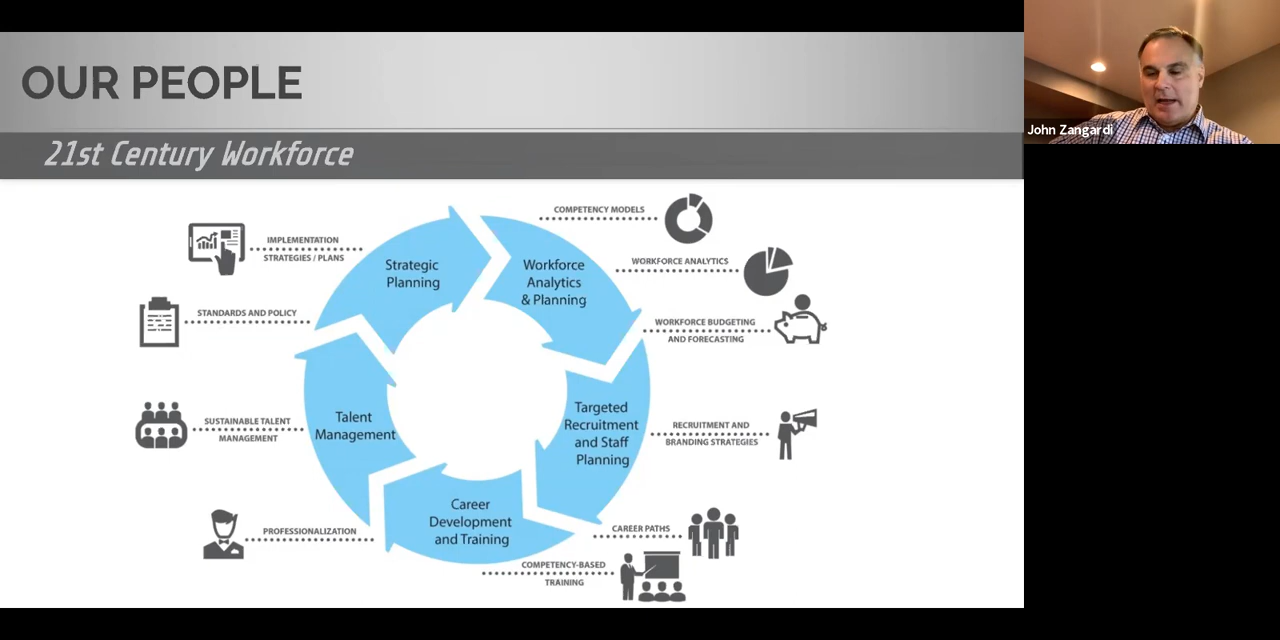 OUR PEOPLE
21st Century Workforce
John Zangardi
COMPETENCY MODELS
IMPLEMENTATION
STRATEGIES / PLANS
Strategic
Planning
Workforce
Analytics
& Planning
WORKFORCE ANALYTICS
STANDARDS AND POLICY
WORKFORCE BUDGETING
AND FORECASTING
Talent
Management
Targeted
Recruitment
and Staff
Planning
SUSTAINABLE TALENT
MANAGEMENT
RECRUITMENT AND
BRANDING STRATEGIES
Career
Development
and Training
PROFESSIONALIZATION
CAREER PATHS
COMPETENCY-BASED
TRAINING